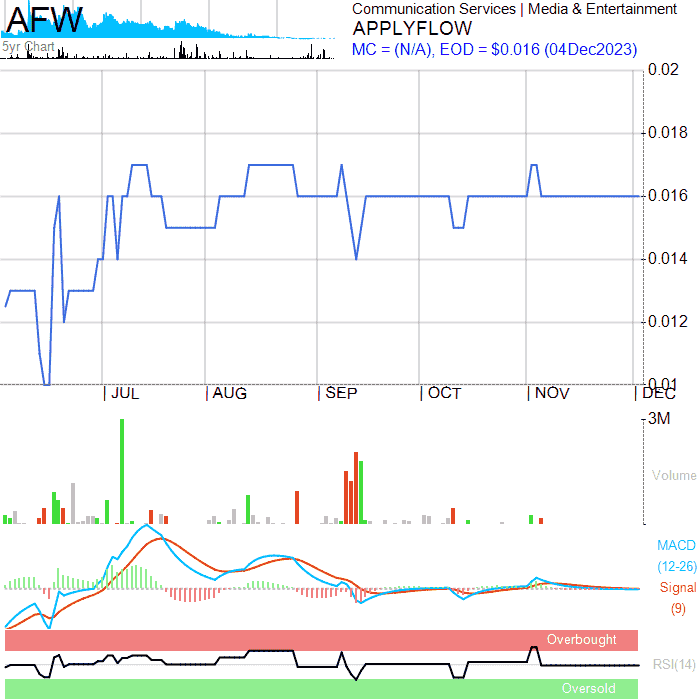 AFW
5yr Chart
Communication Services | Media & Entertainment
APPLYFLOW
MC = (N/A), EOD = $0.016 (04Dec2023)
0.02
0.018
0.016
0.014
0.012
0.01
JUL
AUG
SEP
OCT
NOV
DEC
3M
Volume
MACD
(12-26)
Signal
(9)
Overbought
RSI(14)
Oversold